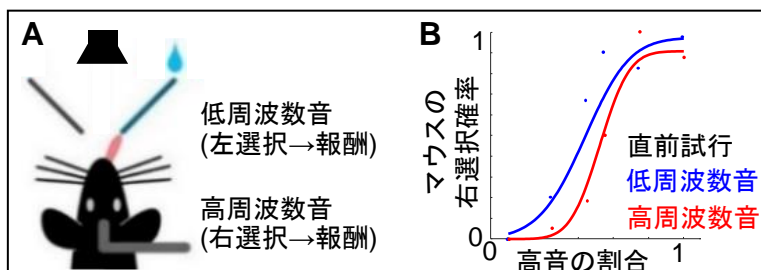 A
低周波数音
(左選択→報酬)
高周波数音
(右選択→報酬)
B
マウスの
右選択確率
1
0
直前試行
低周波数音
高周波数音
0
1
高音の割合